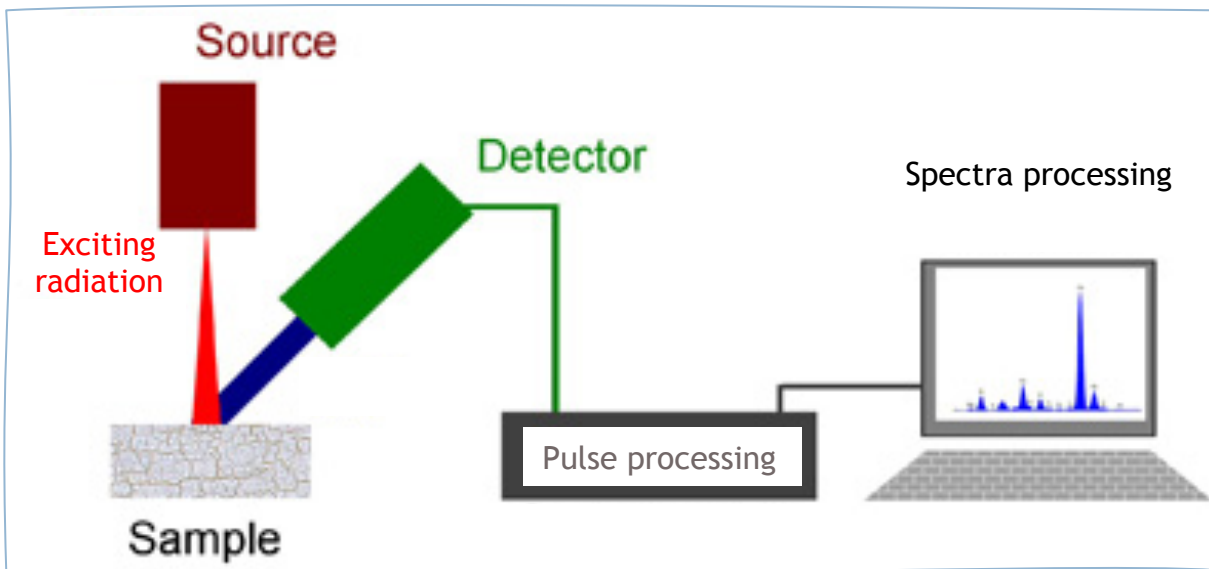 Source
Detector
Spectra processing
Exciting
radiation
Pulse processing
Sample